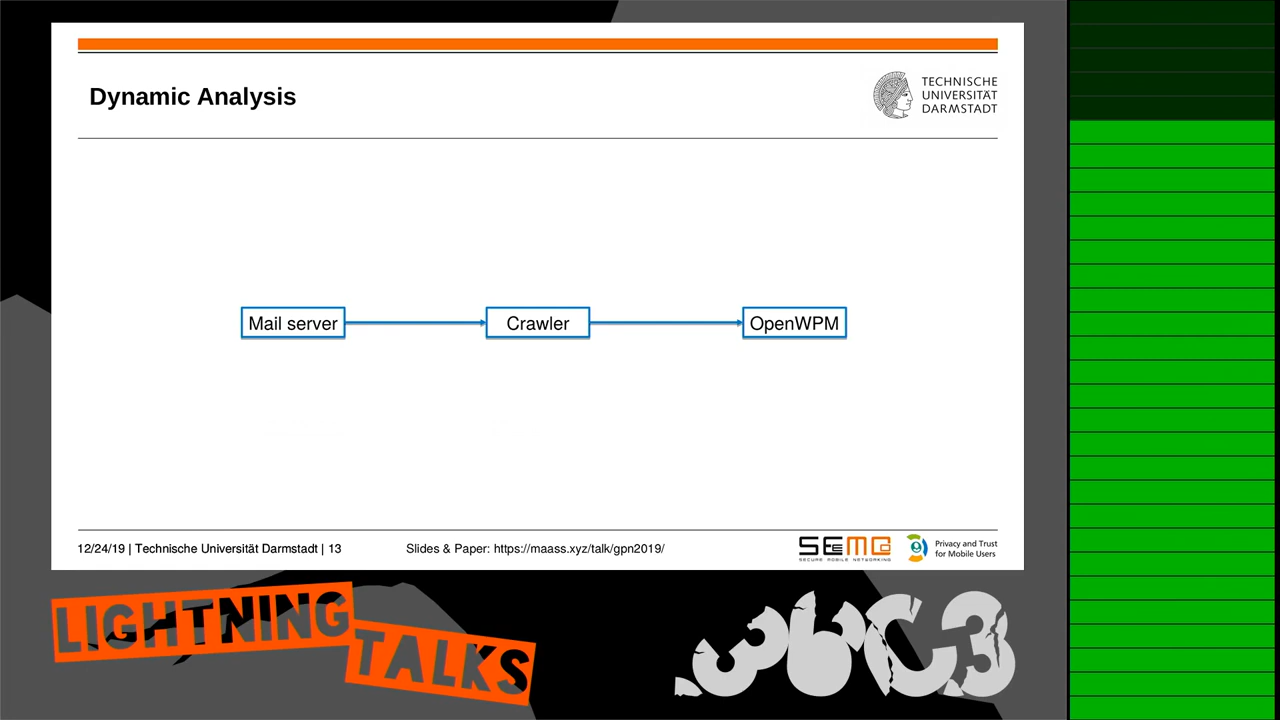 Dynamic Analysis
TECHNISCHE
UNIVERSITÄT
DARMSTADT
Mail server
Crawler
OpenWPM
12/24/19 | Technische Universität Darmstadt | 13
Slides & Paper: https://maass.xyz/talk/gpn2019/
SEEMOO
SECURE MOBILE NETWORKING
Privacy and Trust
for Mobile Users
LIGHTNING
TALKS
36C3